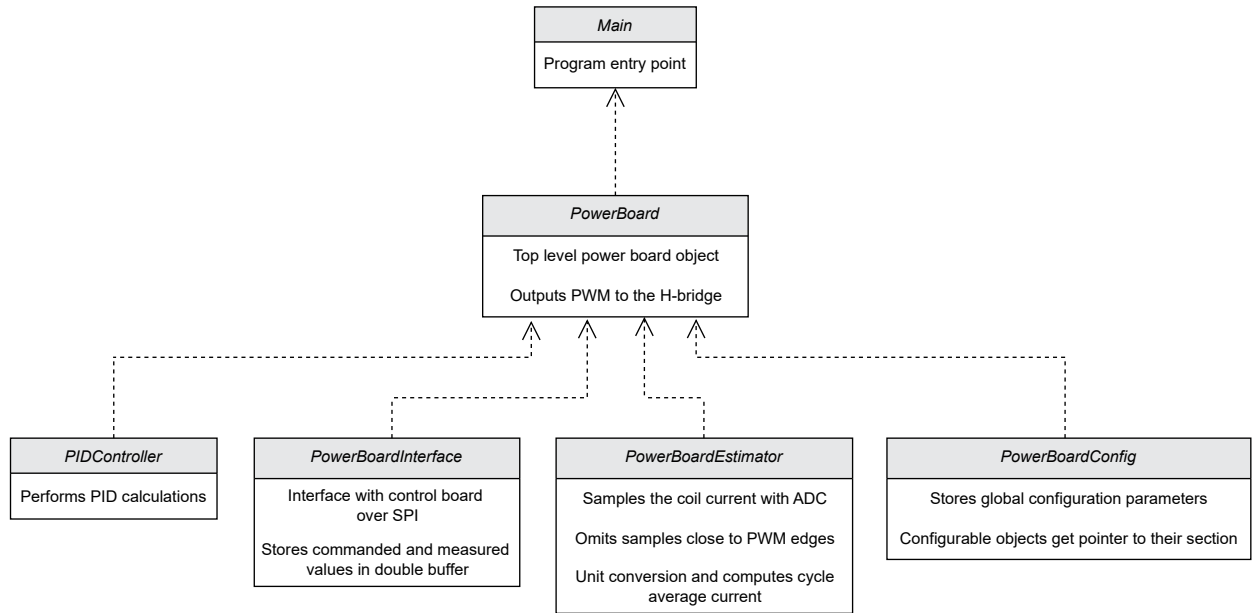 Main
Program entry point
PowerBoard
Top level power board object
Outputs PWM to the H-bridge
PIDController
Performs PID calculations
PowerBoardInterface
Interface with control board
over SPI
Stores commanded and measured
values in double buffer
PowerBoardEstimator
Samples the coil current with ADC
Omits samples close to PWM edges
Unit conversion and computes cycle
average current
PowerBoardConfig
Stores global configuration parameters
Configurable objects get pointer to their section